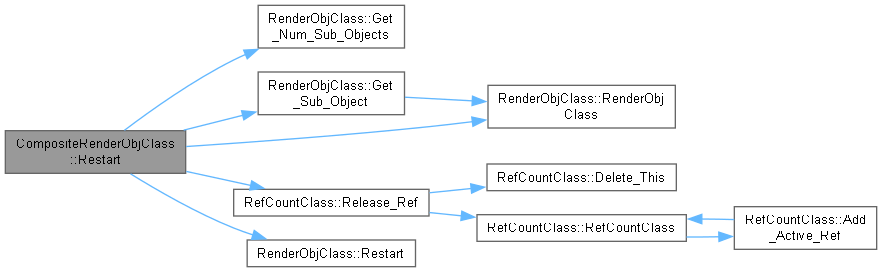 RenderObjClass::Get
_Num_Sub_Objects
RenderObjClass::Get
_Sub_Object
RenderObjClass::RenderObj
Class
CompositeRenderObjClass
::Restart
RefCountClass::Delete_This
RefCountClass::Release_Ref
RefCountClass::RefCountClass
RefCountClass::Add
_Active_Ref
RenderObjClass::Restart